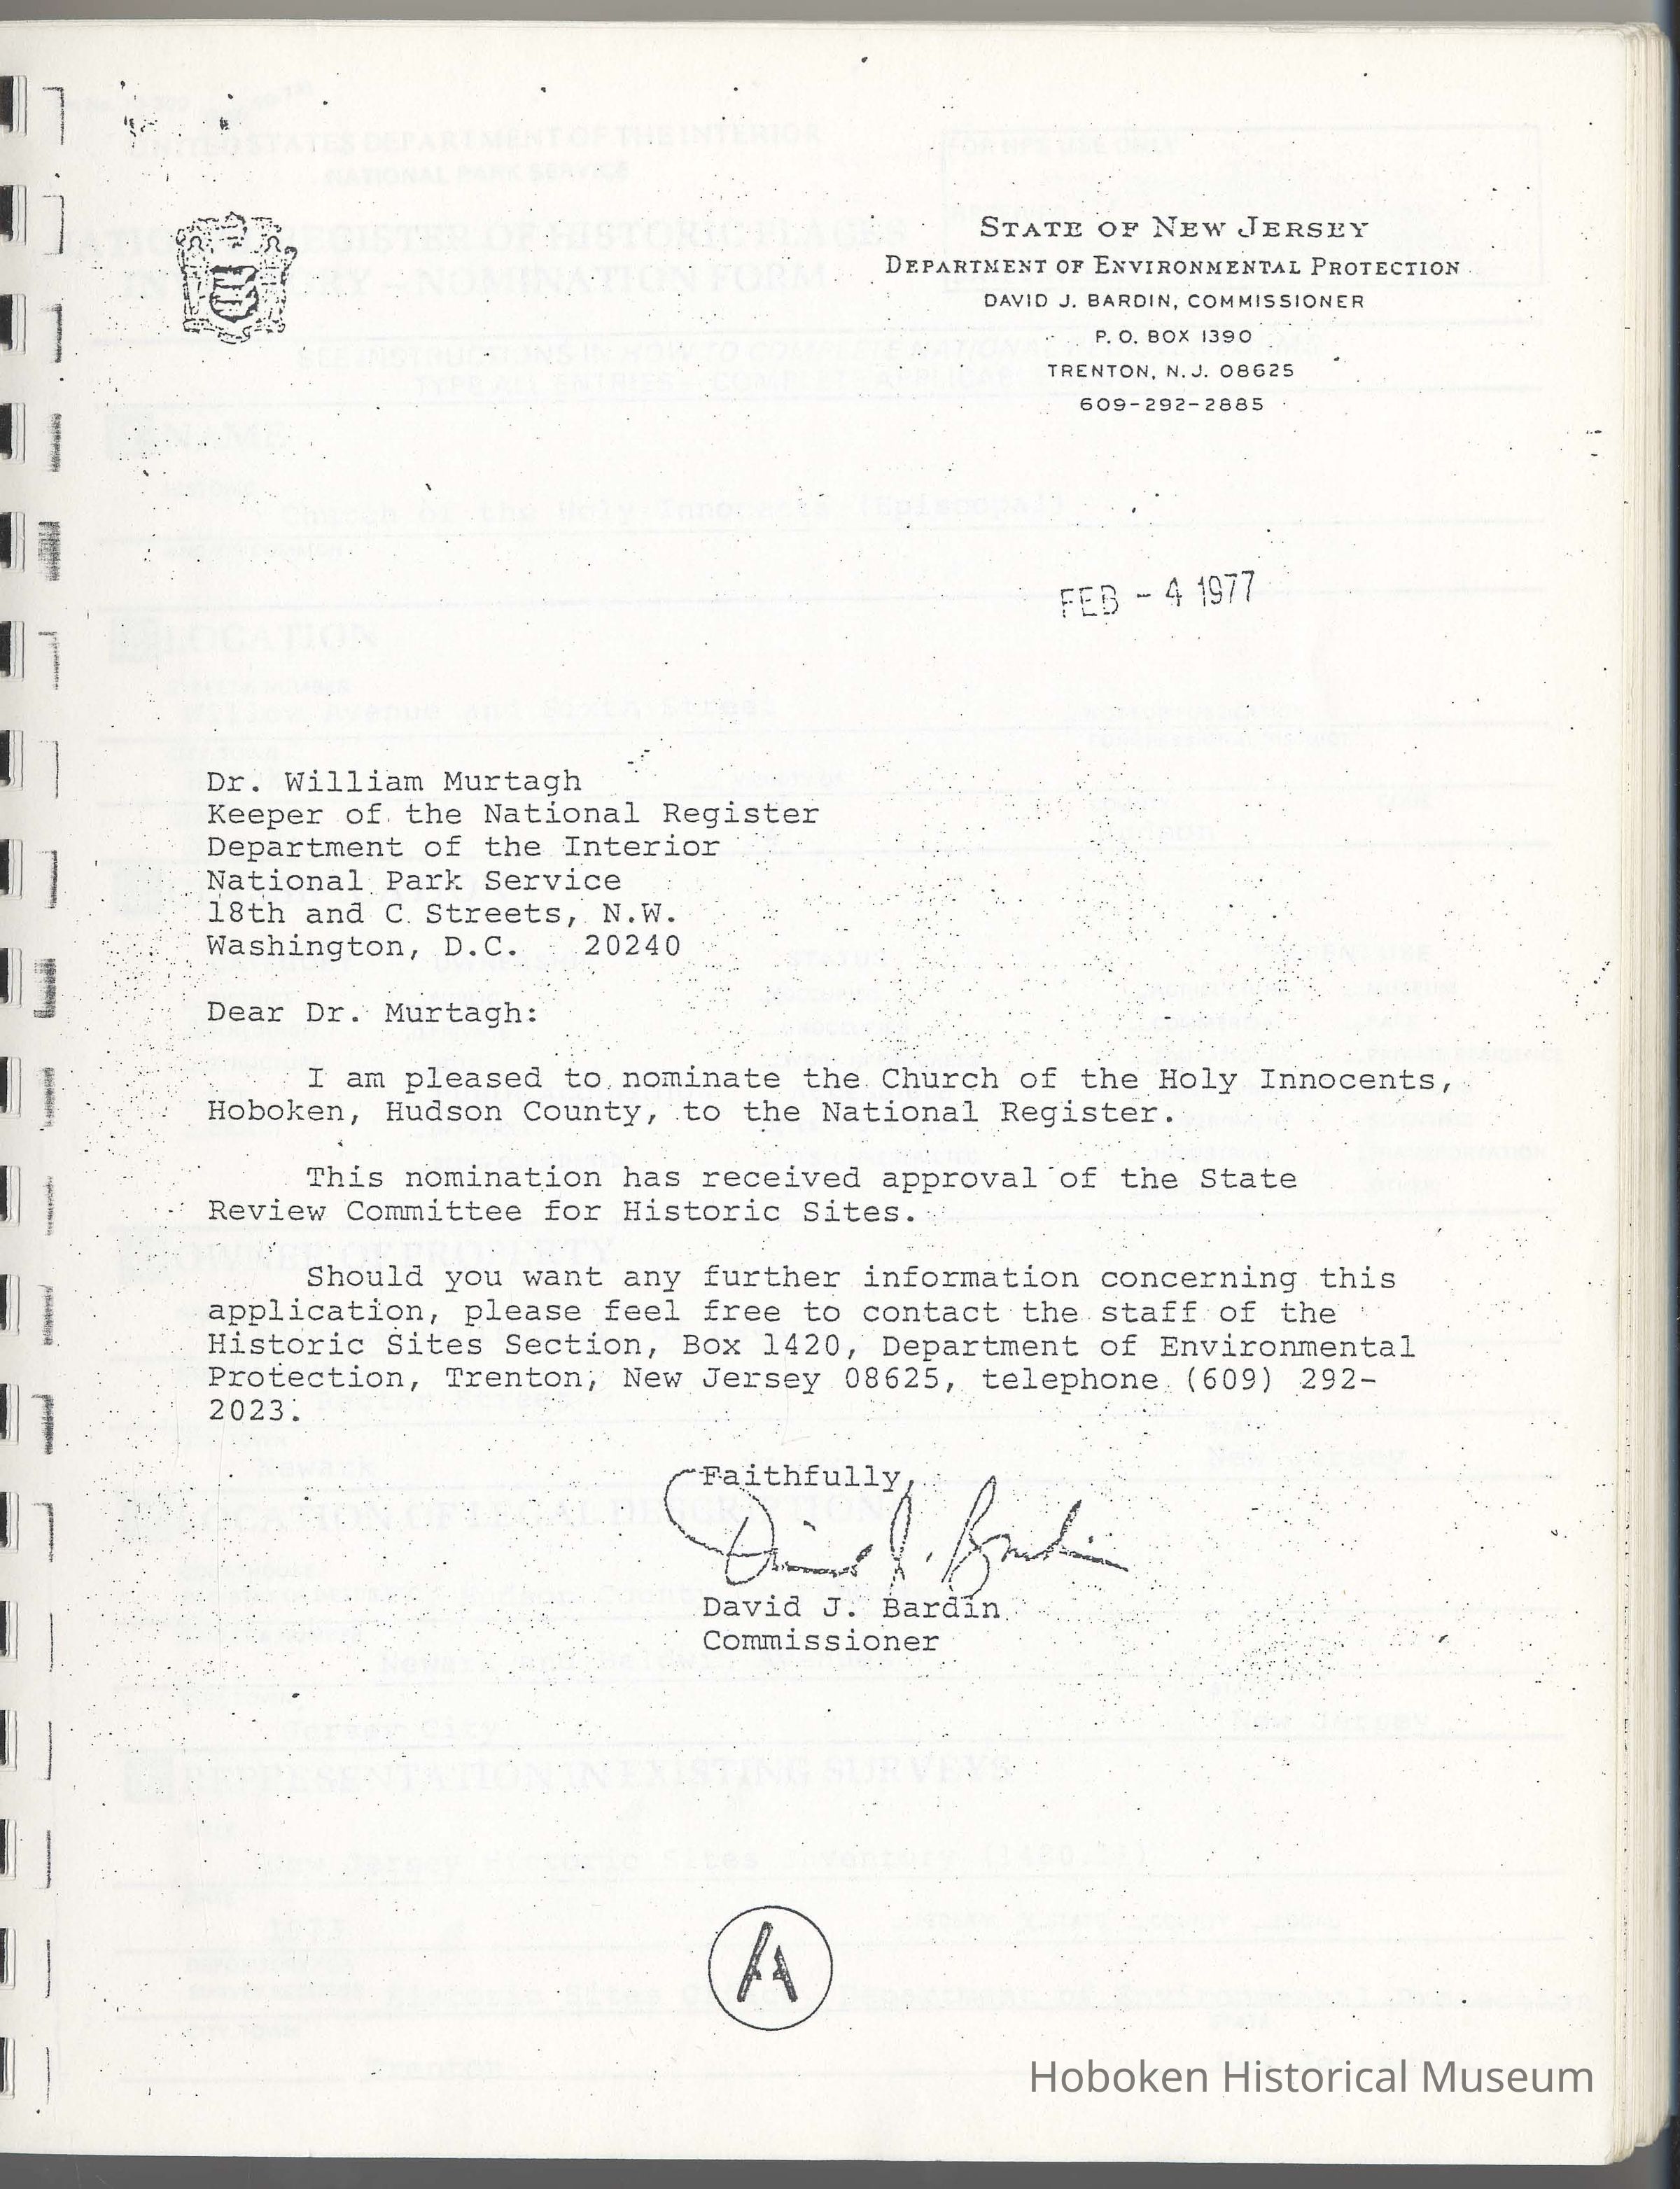 STATE OF NEW JERSEY
DEPARTMENT OF ENVIRONMENTAL PROTECTION
DAVID J. BARDIN, COMMISSIONER
P. O. BOX 1390
TRENTON, N. J. 08625
609-292-2885
FEB - 4 1977
Dr. William Murtagh
Keeper of the National Register
Department of the Interior
National Park Service
18th and C Streets, N.W.
Washington, D.C. 20240
Dear Dr. Murtagh:
I am pleased to nominate the Church of the Holy Innocents,
Hoboken, Hudson County, to the National Register.
This nomination has received approval of the State
Review Committee for Historic Sites.
Should you want any further information concerning this
application, please feel free to contact the staff of the
Historic Sites Section, Box 1420, Department of Environmental
Protection, Trenton, New Jersey 08625, telephone (609) 292-
2023.
Faithfully,
David J. Bardin
David J. Bardin
Commissioner
A
Hoboken Historical Museum